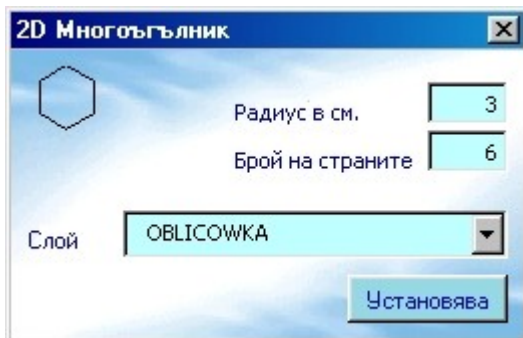 2D Многоъгълник
Радиус в см. 3
Брой на страните 6
Слой OBLICOWKA
Установява